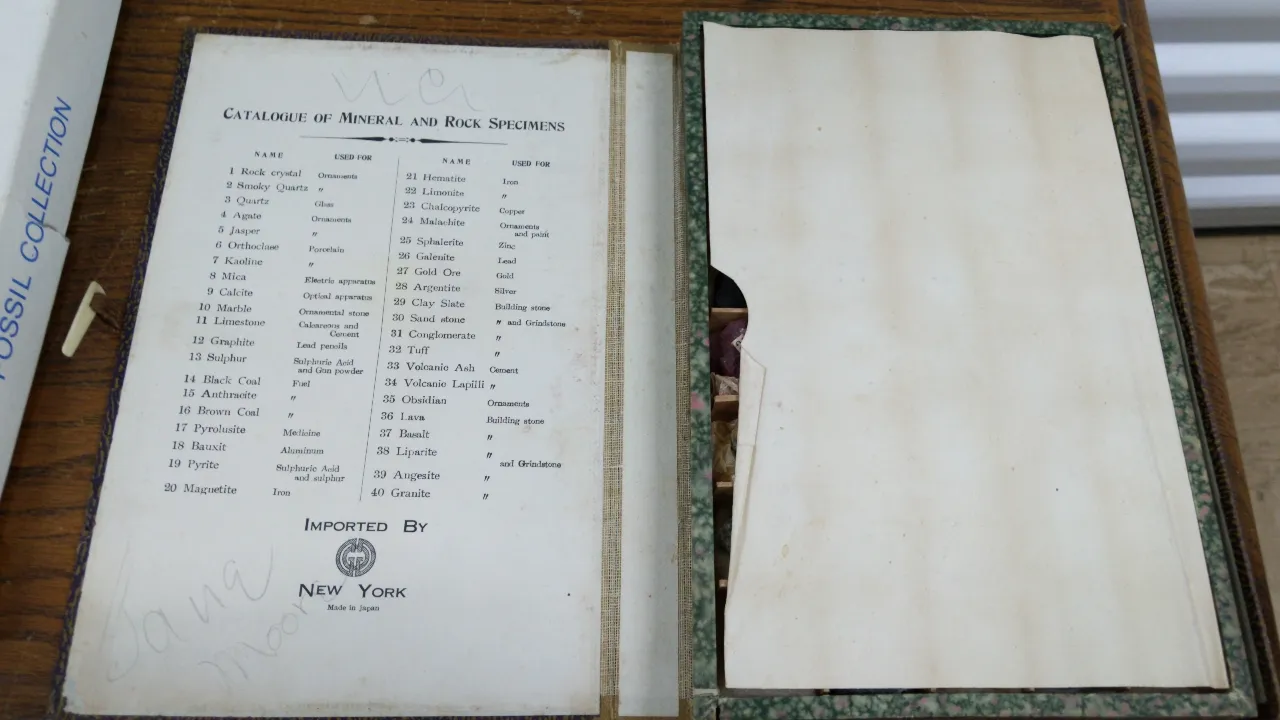 FOSSIL COLLECTION
CATALOGUE OF MINERAL AND ROCK SPECIMENS
NAME USED FOR
1 Rock crystal Ornaments
2 Smoky Quartz 〃
3 Quartz Glass
4 Agate Ornaments
5 Jasper 〃
6 Orthoclase Porcelain
7 Kaoline 〃
8 Mica Electric apparatus
9 Calcite Optical apparatus
10 Marble Ornamental stone
11 Limestone Calcareous and
Cement
12 Graphite Lead pencils
13 Sulphur Sulphuric Acid
and Gun powder
14 Black Coal Fuel
15 Anthracite 〃
16 Brown Coal 〃
17 Pyrolusite Medicine
18 Bauxit Aluminum
19 Pyrite Sulphuric Acid
and sulphur
20 Magnetite Iron
NAME USED FOR
21 Hematite Iron
22 Limonite 〃
23 Chalcopyrite Copper
24 Malachite Ornaments
and paint
25 Sphalerite Zinc
26 Galenite Lead
27 Gold Ore Gold
28 Argentite Silver
29 Clay Slate Building stone
30 Sand stone 〃 and Grindstone
31 Conglomerate 〃
32 Tuff 〃
33 Volcanic Ash Cement
34 Volcanic Lapilli 〃
35 Obsidian Ornaments
36 Lava Building stone
37 Basalt 〃
38 Liparite 〃
and Grindstone
39 Angesite 〃
40 Granite 〃
IMPORTED BY
NEW YORK
Made in Japan